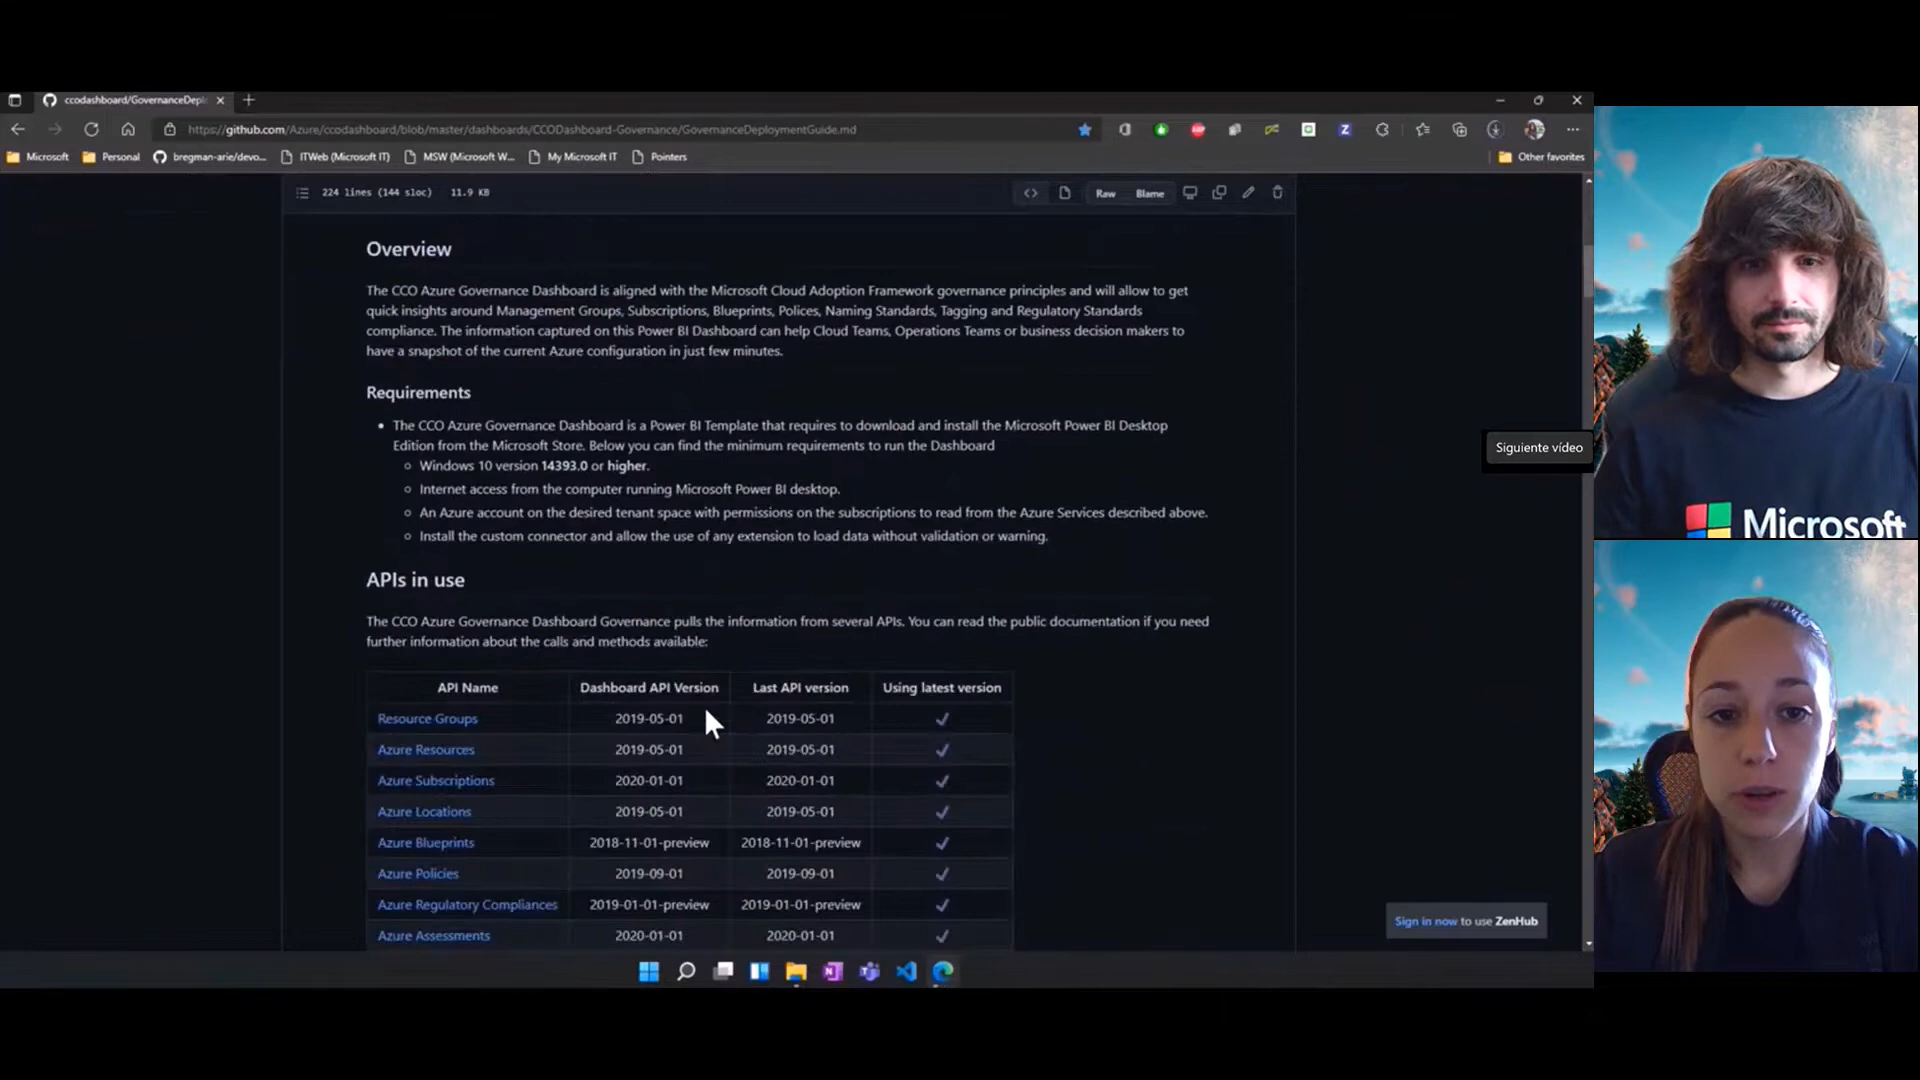 ccodashboard/GovernanceDepl
https://github.com/Azure/ccodashboard/blob/master/dashboards/CCODashboard-Governance/GovernanceDeploymentGuide.md
Microsoft
Personal
bregman-arie/devo...
ITWeb (Microsoft IT)
MSW (Microsoft W...
My Microsoft IT
Pointers
Other favorites
224 lines (144 sloc) 11.9 KB
Raw
Blame
Overview
The CCO Azure Governance Dashboard is aligned with the Microsoft Cloud Adoption Framework governance principles and will allow to get
quick insights around Management Groups, Subscriptions, Blueprints, Polices, Naming Standards, Tagging and Regulatory Standards
compliance. The information captured on this Power BI Dashboard can help Cloud Teams, Operations Teams or business decision makers to
have a snapshot of the current Azure configuration in just few minutes.
Requirements
• The CCO Azure Governance Dashboard is a Power BI Template that requires to download and install the Microsoft Power BI Desktop
Edition from the Microsoft Store. Below you can find the minimum requirements to run the Dashboard
Windows 10 version 14393.0 or higher.
Internet access from the computer running Microsoft Power BI desktop.
An Azure account on the desired tenant space with permissions on the subscriptions to read from the Azure Services described above.
Install the custom connector and allow the use of any extension to load data without validation or warning.
APIs in use
The CCO Azure Governance Dashboard Governance pulls the information from several APIs. You can read the public documentation if you need
further information about the calls and methods available:
API Name Dashboard API Version Last API version Using latest version
Resource Groups 2019-05-01 2019-05-01 ✓
Azure Resources 2019-05-01 2019-05-01 ✓
Azure Subscriptions 2020-01-01 2020-01-01 ✓
Azure Locations 2019-05-01 2019-05-01 ✓
Azure Blueprints 2018-11-01-preview 2018-11-01-preview ✓
Azure Policies 2019-09-01 2019-09-01 ✓
Azure Regulatory Compliances 2019-01-01-preview 2019-01-01-preview ✓
Azure Assessments 2020-01-01 2020-01-01 ✓
Sign in now to use ZenHub
Siguiente vídeo
Microsoft